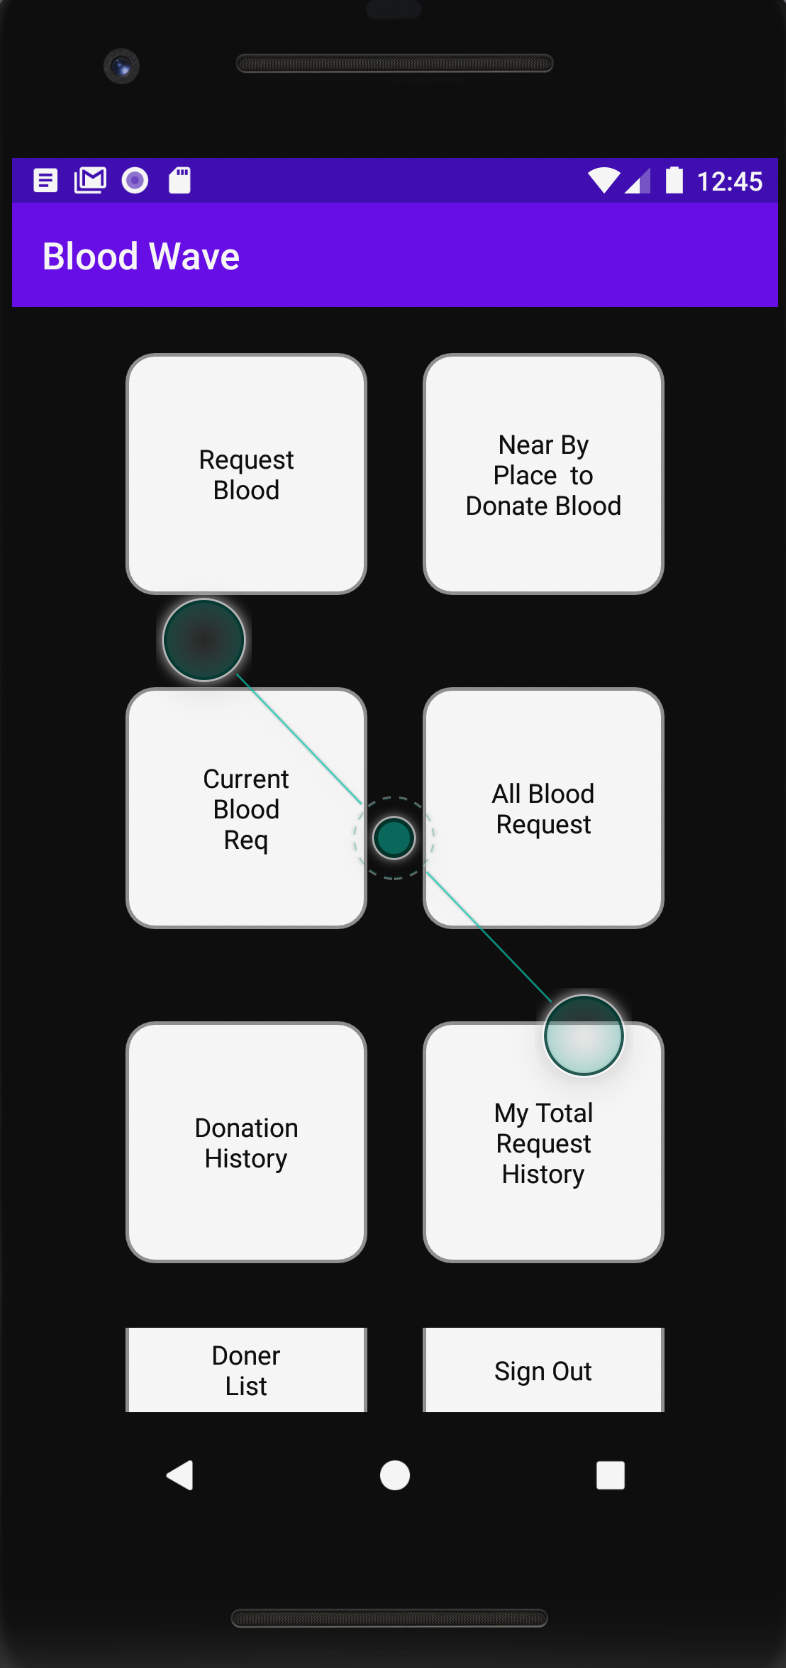 12:45
Blood Wave
Request
Blood
Near By
Place  to
Donate Blood
Current
Blood
Req
All Blood
Request
Donation
History
My Total
Request
History
Doner
List
Sign Out